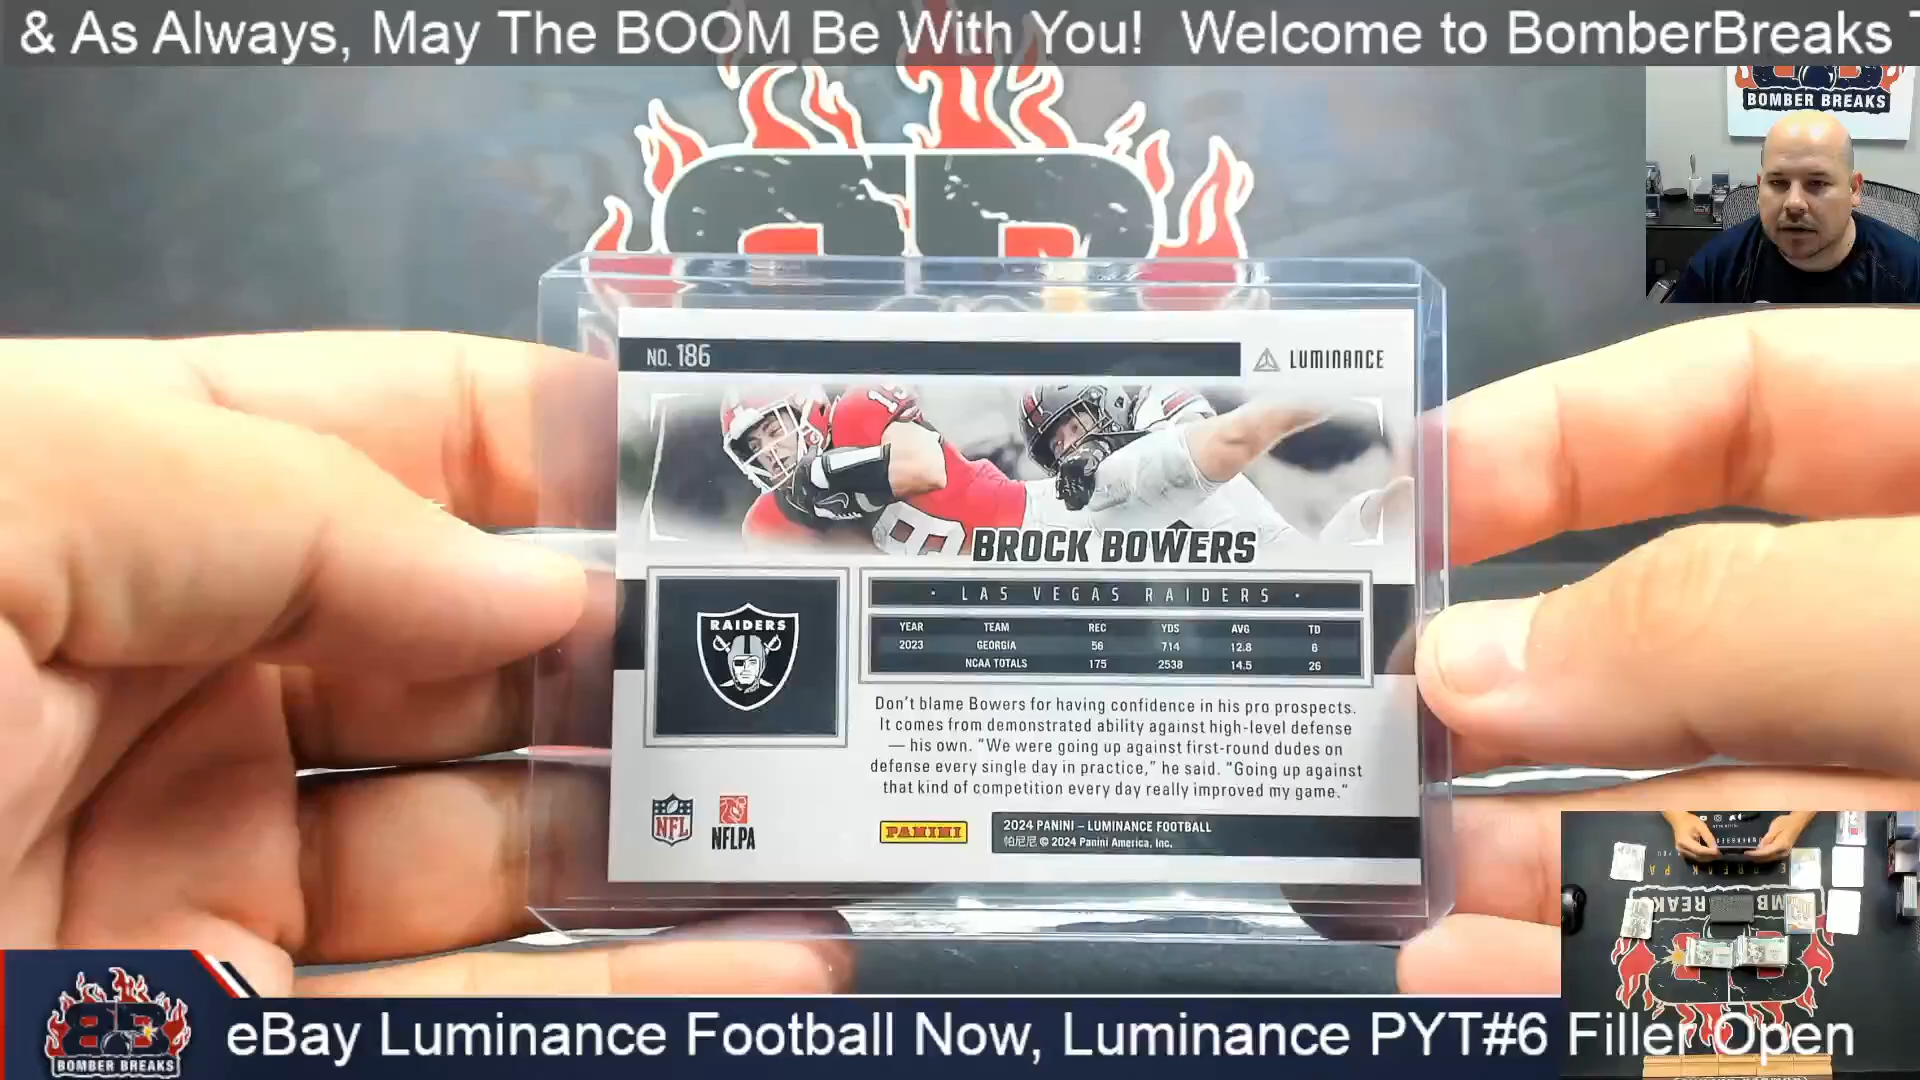 & As Always, May The BOOM Be With You! Welcome to BomberBreaks
BOMBER BREAKS
NO. 186
LUMINANCE
BROCK BOWERS
• LAS VEGAS RAIDERS •
RAIDERS
YEAR TEAM REC YDS AVG TD
2023 GEORGIA 56 714 12.8 6
NCAA TOTALS 175 2538 14.5 26
Don't blame Bowers for having confidence in his pro prospects.
It comes from demonstrated ability against high-level defense
— his own. "We were going up against first-round dudes on
defense every single day in practice," he said. "Going up against
that kind of competition every day really improved my game."
NFL
NFLPA
PANINI
2024 PANINI – LUMINANCE FOOTBALL
帕尼尼 © 2024 Panini America, Inc.
BOMBER BREAKS
eBay Luminance Football Now, Luminance PYT#6 Filler Open